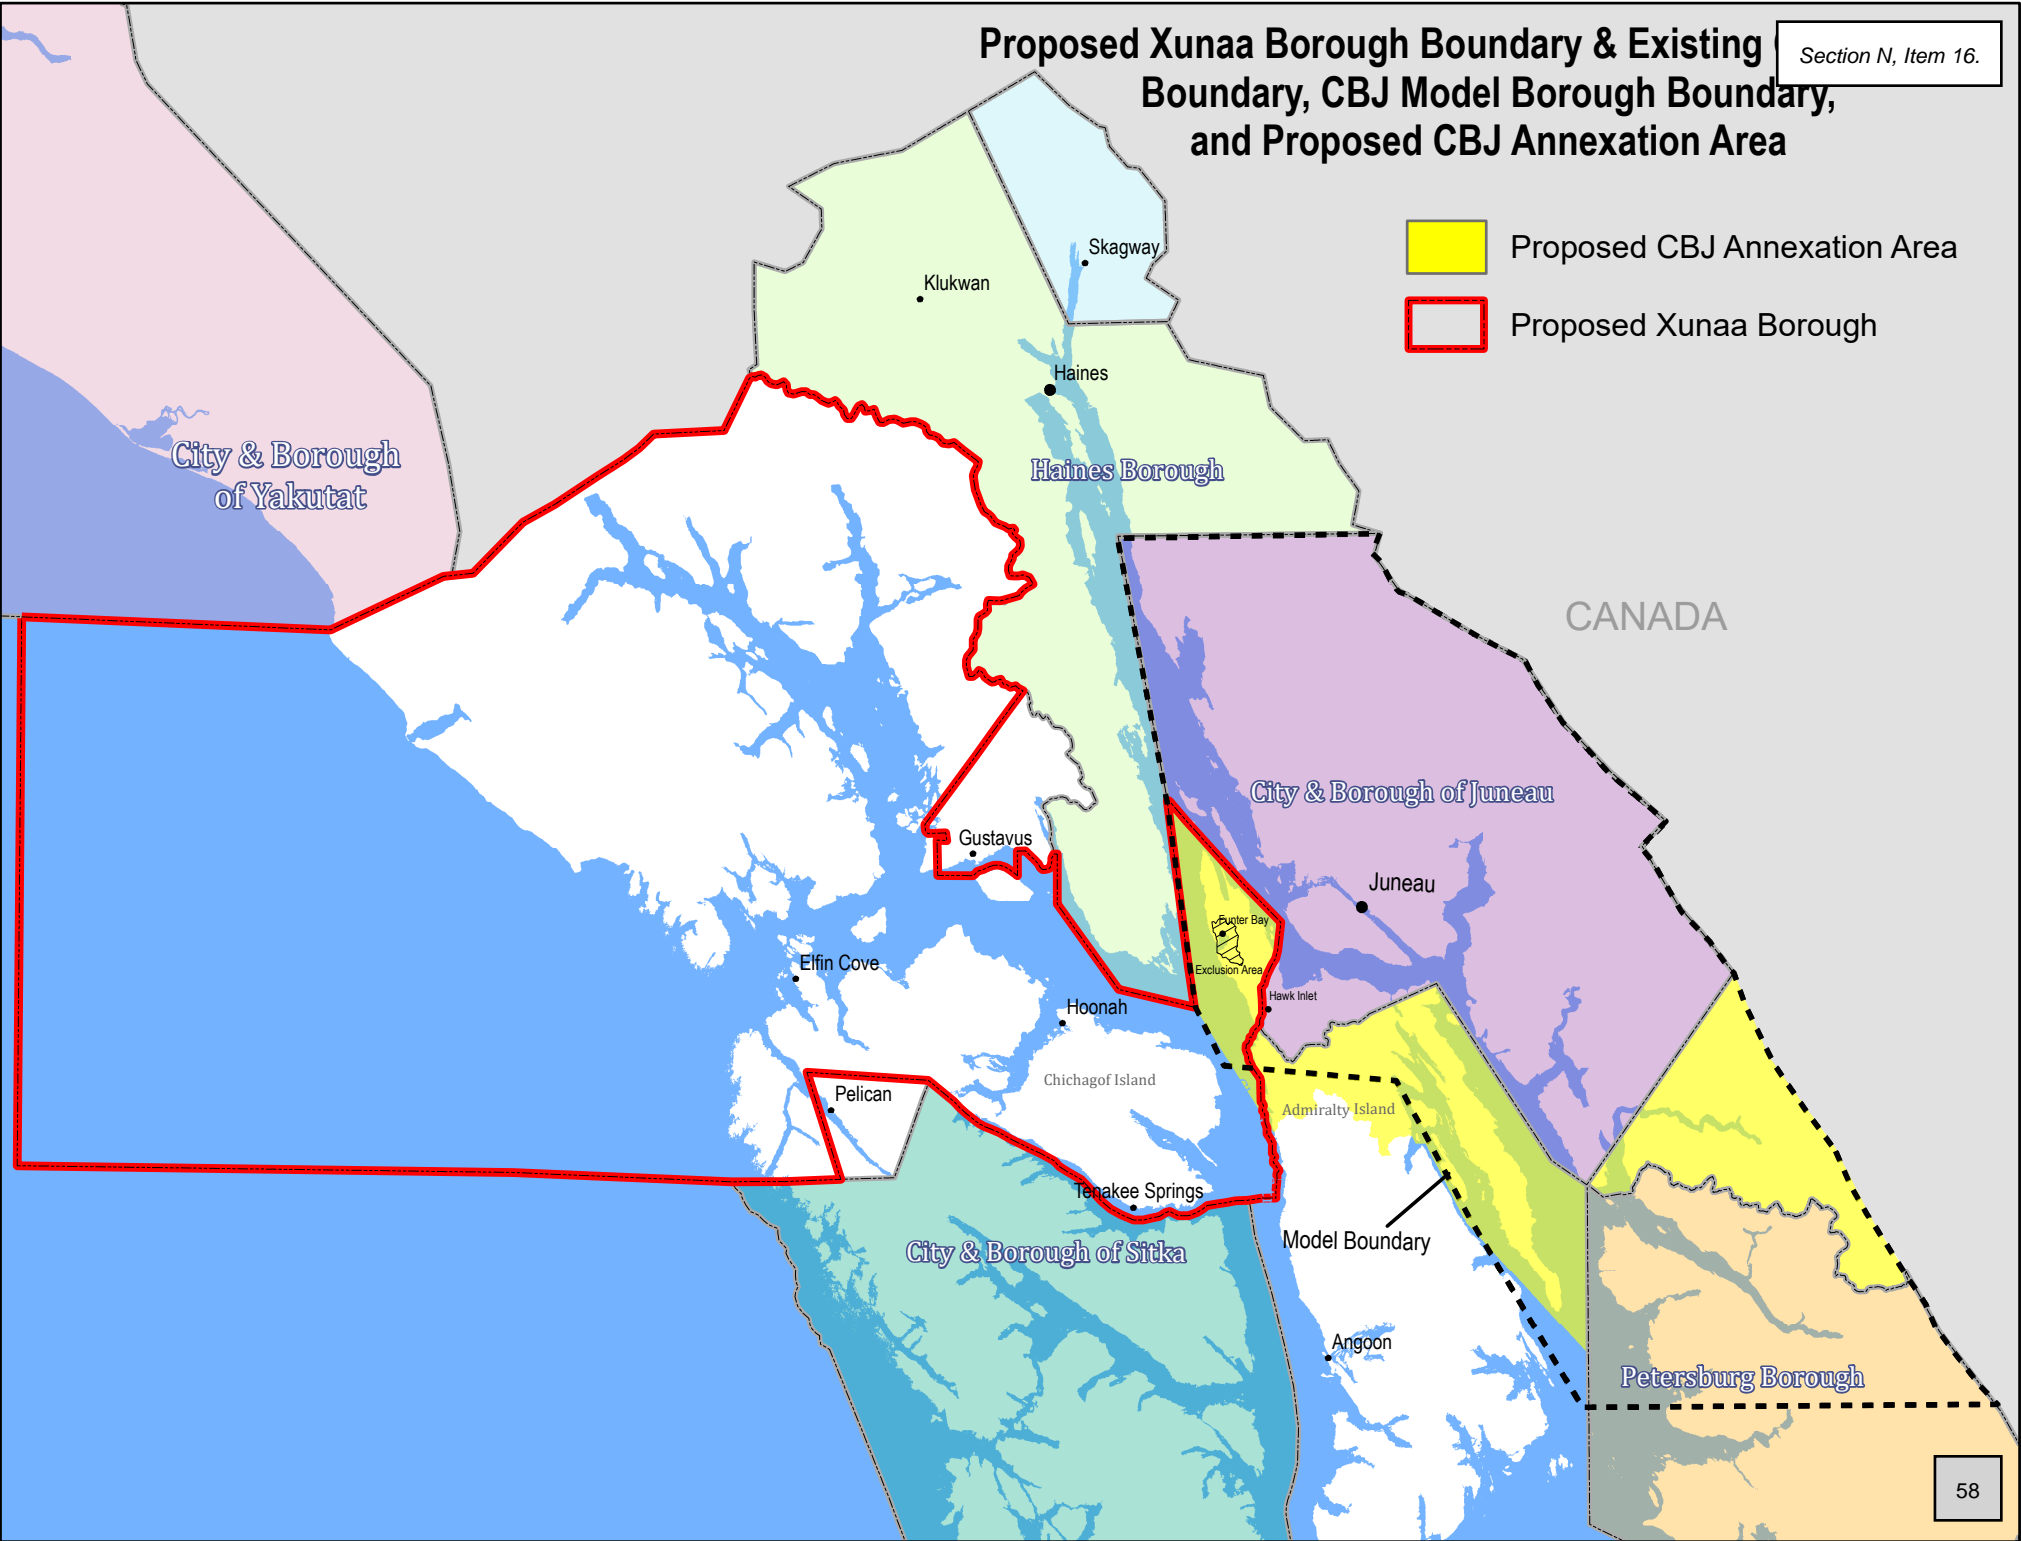 Proposed Xunaa Borough Boundary & Existing
Section N, Item 16.
Boundary, CBJ Model Borough Boundary,
and Proposed CBJ Annexation Area
Proposed CBJ Annexation Area
Proposed Xunaa Borough
Skagway
Klukwan
Haines
City & Borough
of Yakutat
Haines Borough
CANADA
City & Borough of Juneau
Gustavus
Juneau
Funter Bay
Exclusion Area
Elfin Cove
Hawk Inlet
Hoonah
Chichagof Island
Pelican
Admiralty Island
Tenakee Springs
Model Boundary
City & Borough of Sitka
Angoon
Petersburg Borough
58